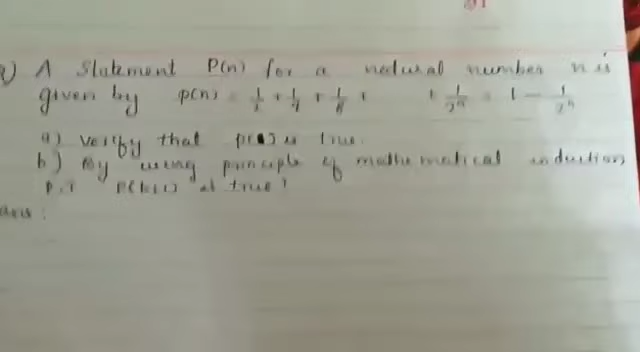 A statement P(n) for a natural number n is
given by p(n) = 1/2 + 1/4 + 1/8 + + 1/2^n = 1 - 1/2^n
a) verify that is true.
b) By using principle of mathematical induction
P.T P(k+1) is true?
ans: